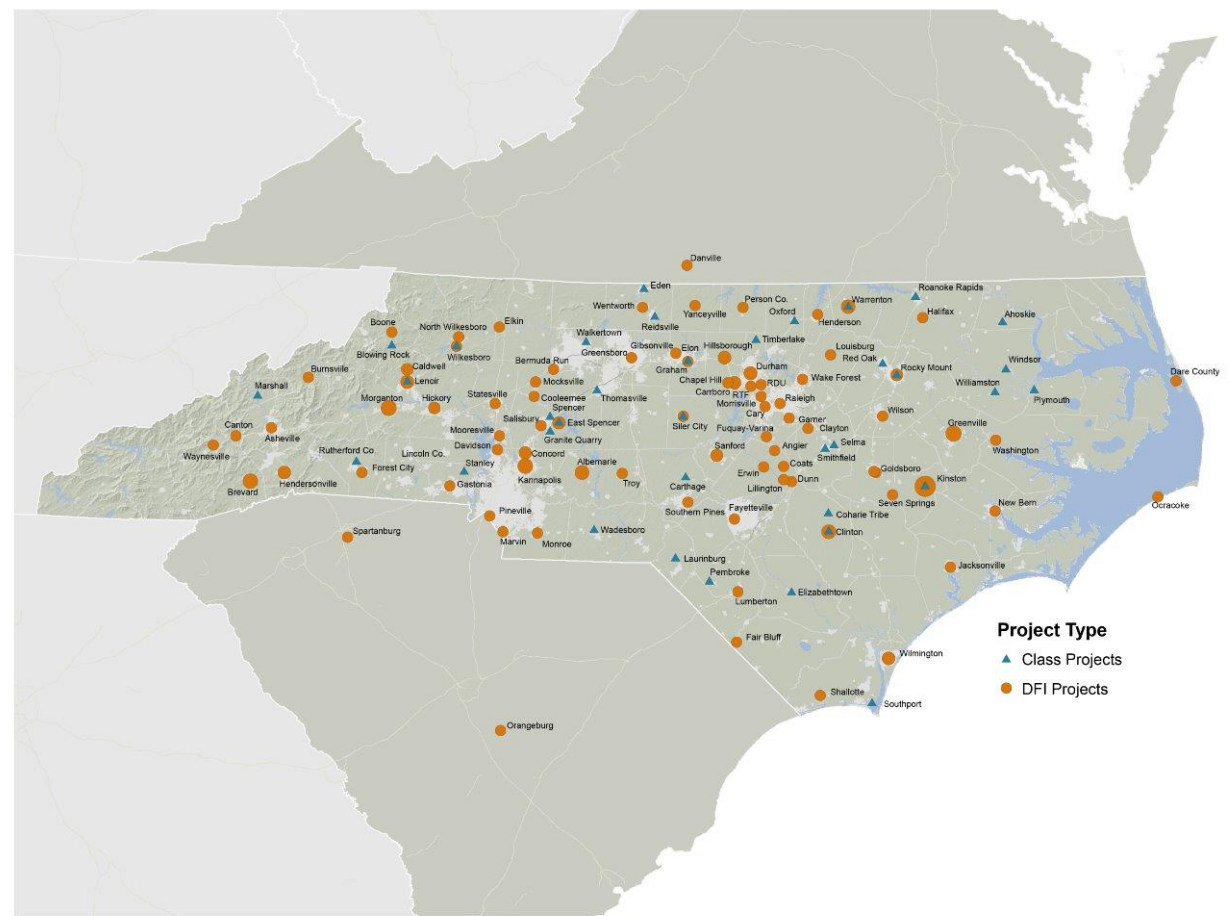 Danville
Eden
Roanoke Rapids
Wentworth
Yanceyville
Person Co.
Oxford
Warrenton
Reidsville
Henderson
Halifax
Ahoskie
Boone
North Wilkesboro
Elkin
Walkertown
Greensboro
Gibsonville
Elon
Hillsborough
Timberlake
Louisburg
Blowing Rock
Wilkesboro
Bermuda Run
Graham
Red Oak
Rocky Mount
Windsor
Dare County
Burnsville
Caldwell
Lenoir
Mocksville
Durham
Chapel Hill
RDU
Wake Forest
Williamston
Plymouth
Marshall
Statesville
Cooleemee
Thomasville
Carrboro
RTF
Morrisville
Raleigh
Morganton
Hickory
Spencer
Salisbury
East Spencer
Siler City
Cary
Garner
Wilson
Canton
Asheville
Mooresville
Granite Quarry
Fuquay-Varina
Clayton
Greenville
Waynesville
Rutherford Co.
Lincoln Co.
Davidson
Concord
Sanford
Angier
Selma
Smithfield
Washington
Forest City
Stanley
Kannapolis
Albemarle
Troy
Carthage
Erwin
Coats
Goldsboro
Brevard
Hendersonville
Gastonia
Lillington
Dunn
Kinston
Seven Springs
Ocracoke
Southern Pines
Fayetteville
New Bern
Pineville
Coharie Tribe
Spartanburg
Marvin
Monroe
Wadesboro
Clinton
Laurinburg
Pembroke
Jacksonville
Lumberton
Elizabethtown
Fair Bluff
Wilmington
Shallotte
Southport
Orangeburg
Project Type
Class Projects
DFI Projects